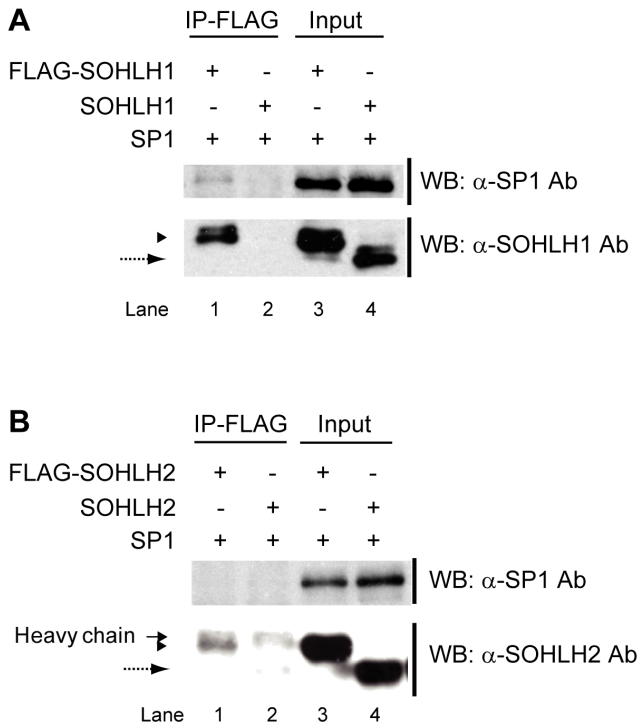 A
IP-FLAG Input
FLAG-SOHLH1 + - + -
SOHLH1 - + - +
SP1 + + + +
WB: α-SP1 Ab
WB: α-SOHLH1 Ab
Lane 1 2 3 4
B
IP-FLAG Input
FLAG-SOHLH2 + - + -
SOHLH2 - + - +
SP1 + + + +
WB: α-SP1 Ab
Heavy chain
WB: α-SOHLH2 Ab
Lane 1 2 3 4